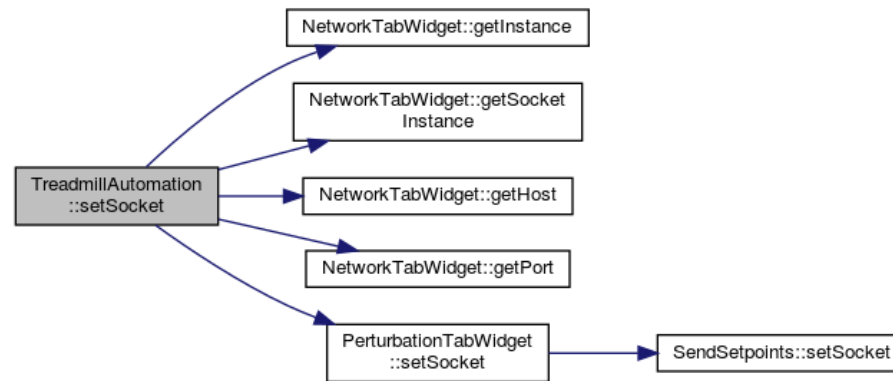 NetworkTabWidget::getInstance
NetworkTabWidget::getSocket
Instance
TreadmillAutomation
::setSocket
NetworkTabWidget::getHost
NetworkTabWidget::getPort
PerturbationTabWidget
::setSocket
SendSetpoints::setSocket